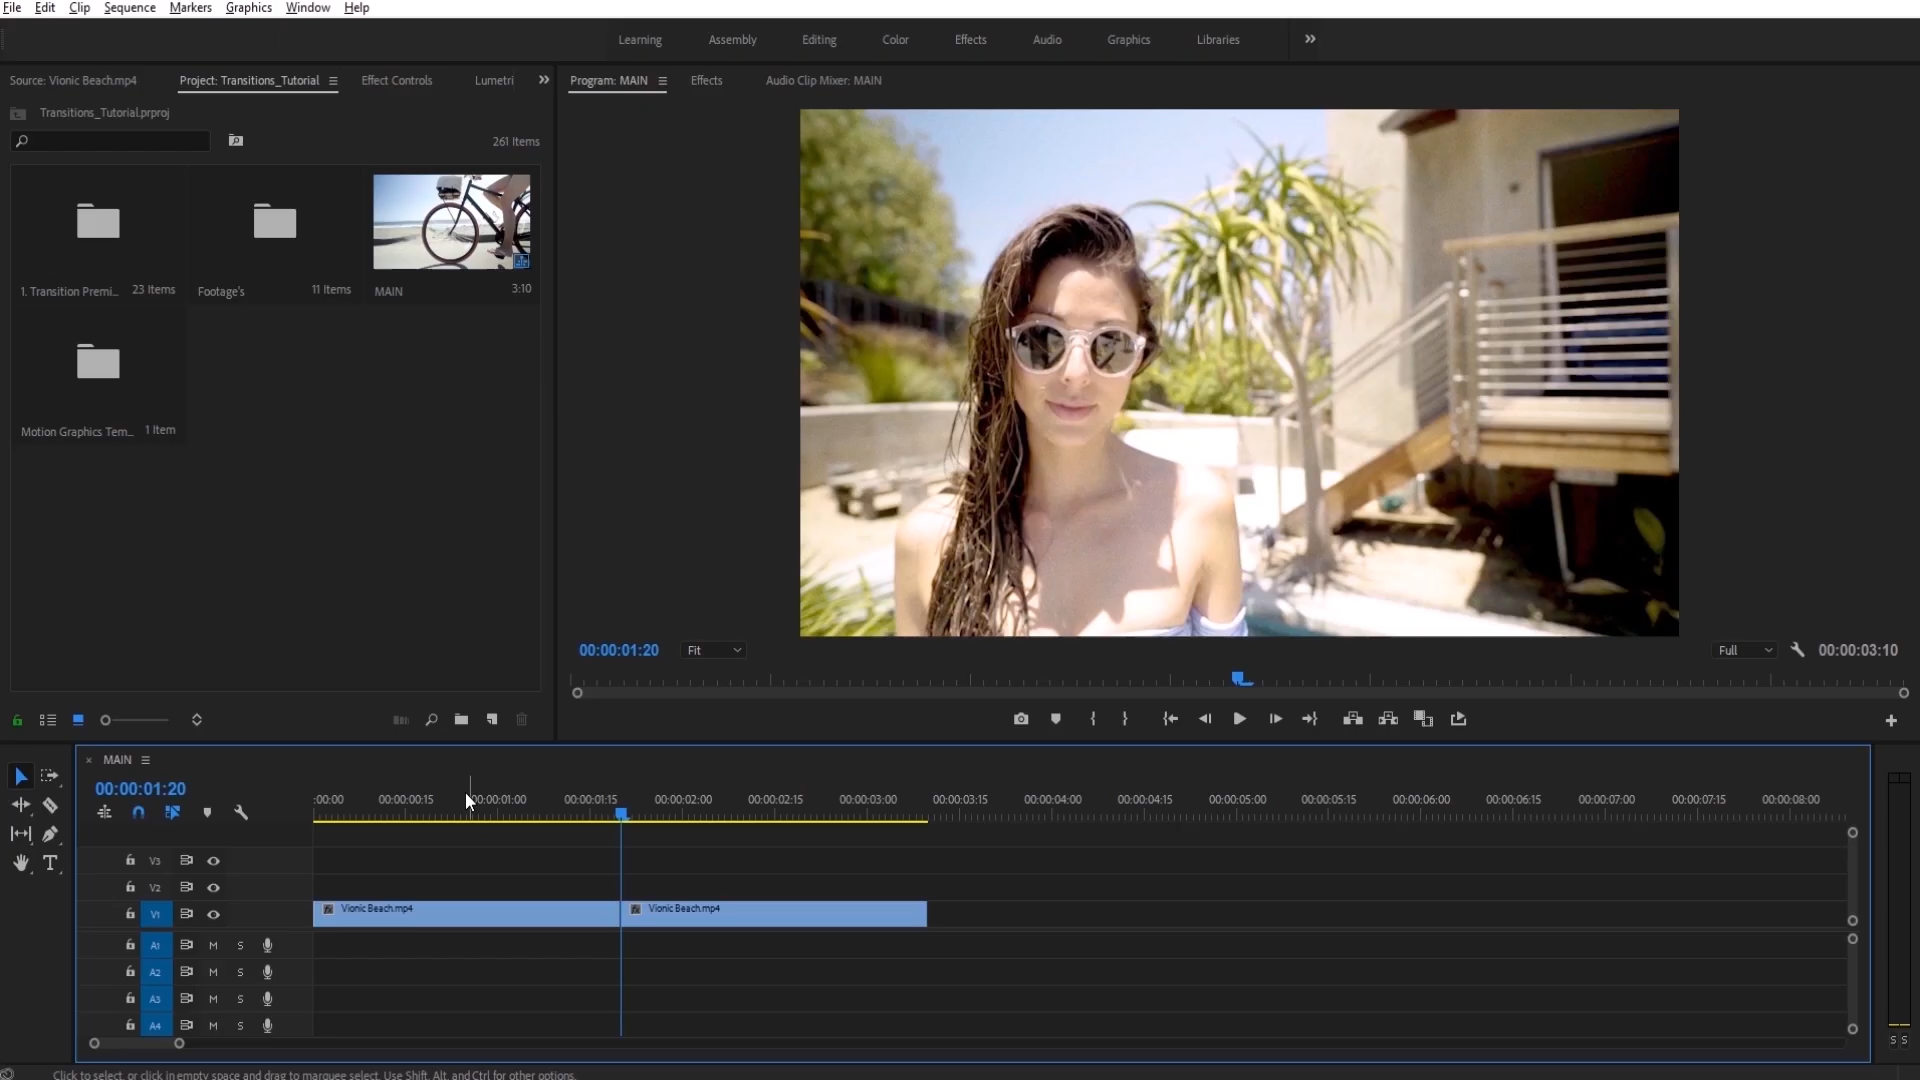 File Edit Clip Sequence Markers Graphics Window Help
Learning Assembly Editing Color Effects Audio Graphics Libraries
Source: Vionic Beach.mp4 Project: Transitions_Tutorial Effect Controls Lumetri
Program: MAIN Effects Audio Clip Mixer: MAIN
Transitions_Tutorial.prproj
261 Items
1. Transition Premi... 23 Items Footage's 11 Items MAIN 3:10
Motion Graphics Tem... 1 Item
00:00:01:20 Fit Full 00:00:03:10
MAIN
00:00:01:20
:00:00 00:00:00:15 00:00:01:00 00:00:01:15 00:00:02:00 00:00:02:15 00:00:03:00 00:00:03:15 00:00:04:00 00:00:04:15 00:00:05:00 00:00:05:15 00:00:06:00 00:00:06:15 00:00:07:00 00:00:07:15 00:00:08:00
V3
V2
V1 Vionic Beach.mp4 Vionic Beach.mp4
A1 M S
A2 M S
A3 M S
A4 M S
S S
Click to select, or click in empty space and drag to marquee select. Use Shift, Alt, and Ctrl for other options.